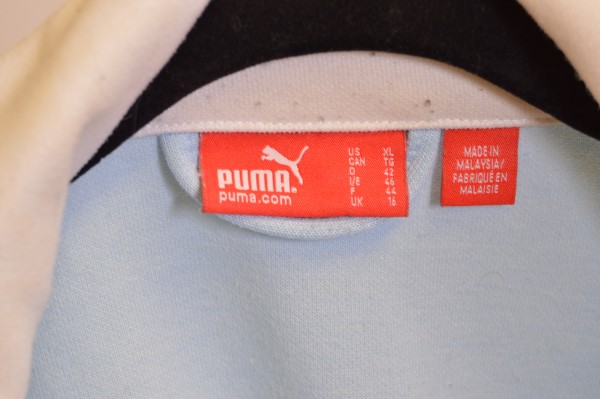 PUMA®
puma.com
US XL
CAN TG
D 42
I/E 46
F 44
UK 16
MADE IN
MALAYSIA/
FABRIQUÉ EN
MALAISIE